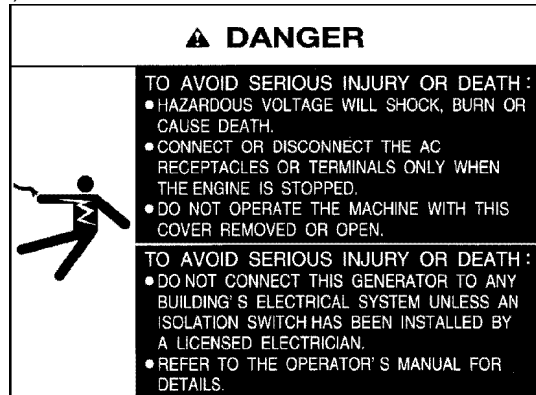 DANGER
TO AVOID SERIOUS INJURY OR DEATH :
● HAZARDOUS VOLTAGE WILL SHOCK, BURN OR
CAUSE DEATH.
● CONNECT OR DISCONNECT THE AC
RECEPTACLES OR TERMINALS ONLY WHEN
THE ENGINE IS STOPPED.
● DO NOT OPERATE THE MACHINE WITH THIS
COVER REMOVED OR OPEN.
TO AVOID SERIOUS INJURY OR DEATH :
● DO NOT CONNECT THIS GENERATOR TO ANY
BUILDING'S ELECTRICAL SYSTEM UNLESS AN
ISOLATION SWITCH HAS BEEN INSTALLED BY
A LICENSED ELECTRICIAN.
● REFER TO THE OPERATOR'S MANUAL FOR
DETAILS.